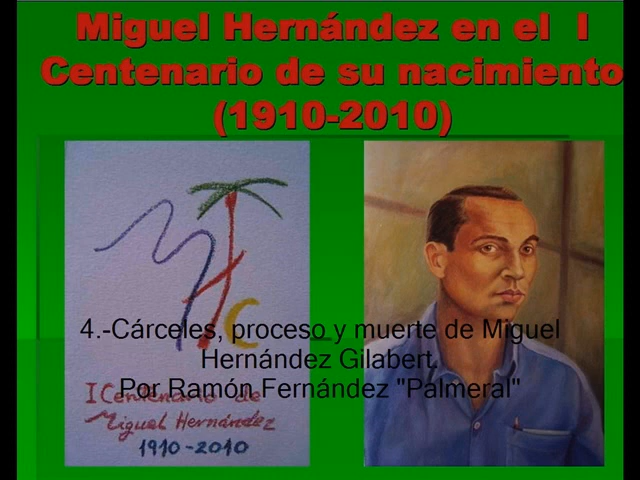 Miguel Hernández en el I
Centenario de su nacimiento
(1910-2010)
4.-Cárceles, proceso y muerte de Miguel
Hernández Gilabert.
Por Ramón Fernández "Palmeral"
I Centenario de
Miguel Hernández
1910-2010